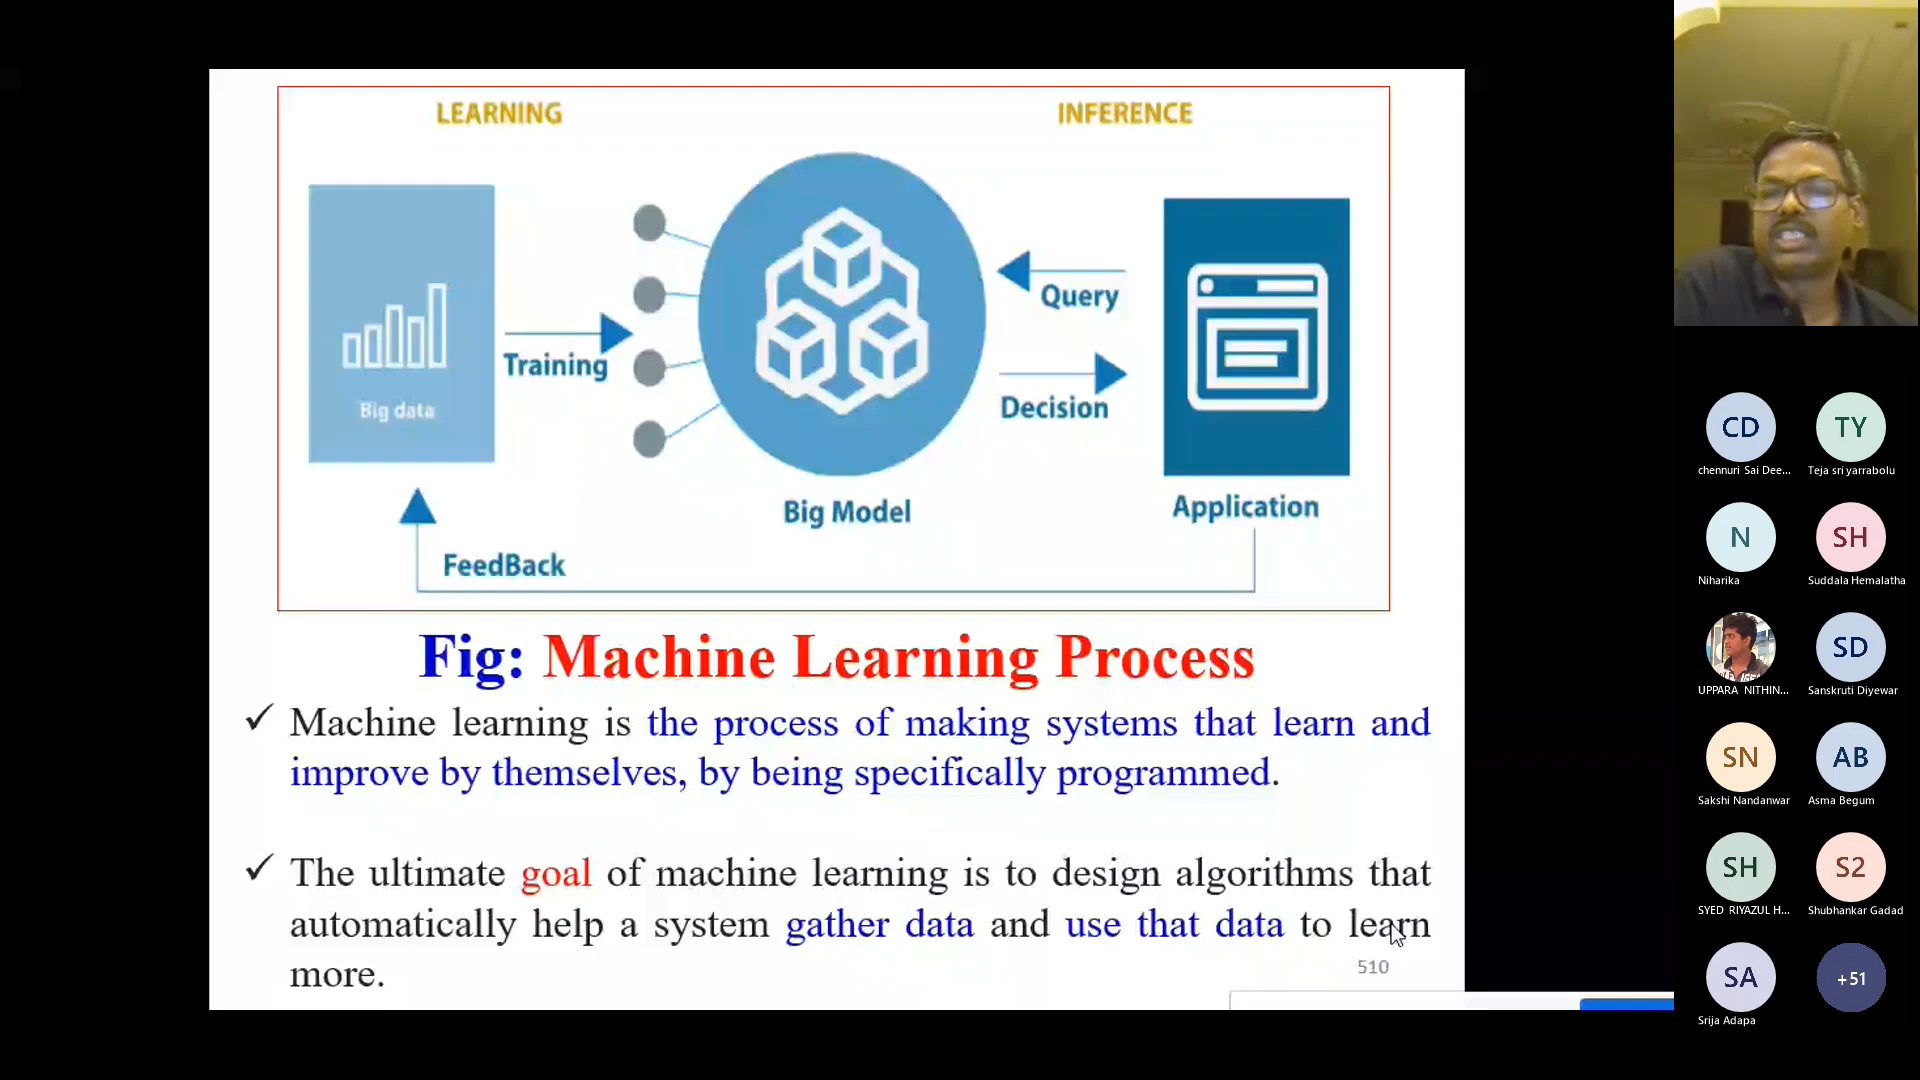 LEARNING
INFERENCE
Big data
Training
Query
Decision
Big Model
Application
FeedBack
Fig: Machine Learning Process
✓ Machine learning is the process of making systems that learn and
improve by themselves, by being specifically programmed.
✓ The ultimate goal of machine learning is to design algorithms that
automatically help a system gather data and use that data to learn
more.
510
CD
TY
chennuri Sai Dee...
Teja sri yarrabolu
N
SH
Niharika
Suddala Hemalatha
SD
UPPARA NITHIN...
Sanskruti Diyewar
SN
AB
Sakshi Nandanwar
Asma Begum
SH
S2
SYED RIYAZUL H...
Shubhankar Gadad
SA
+51
Srija Adapa